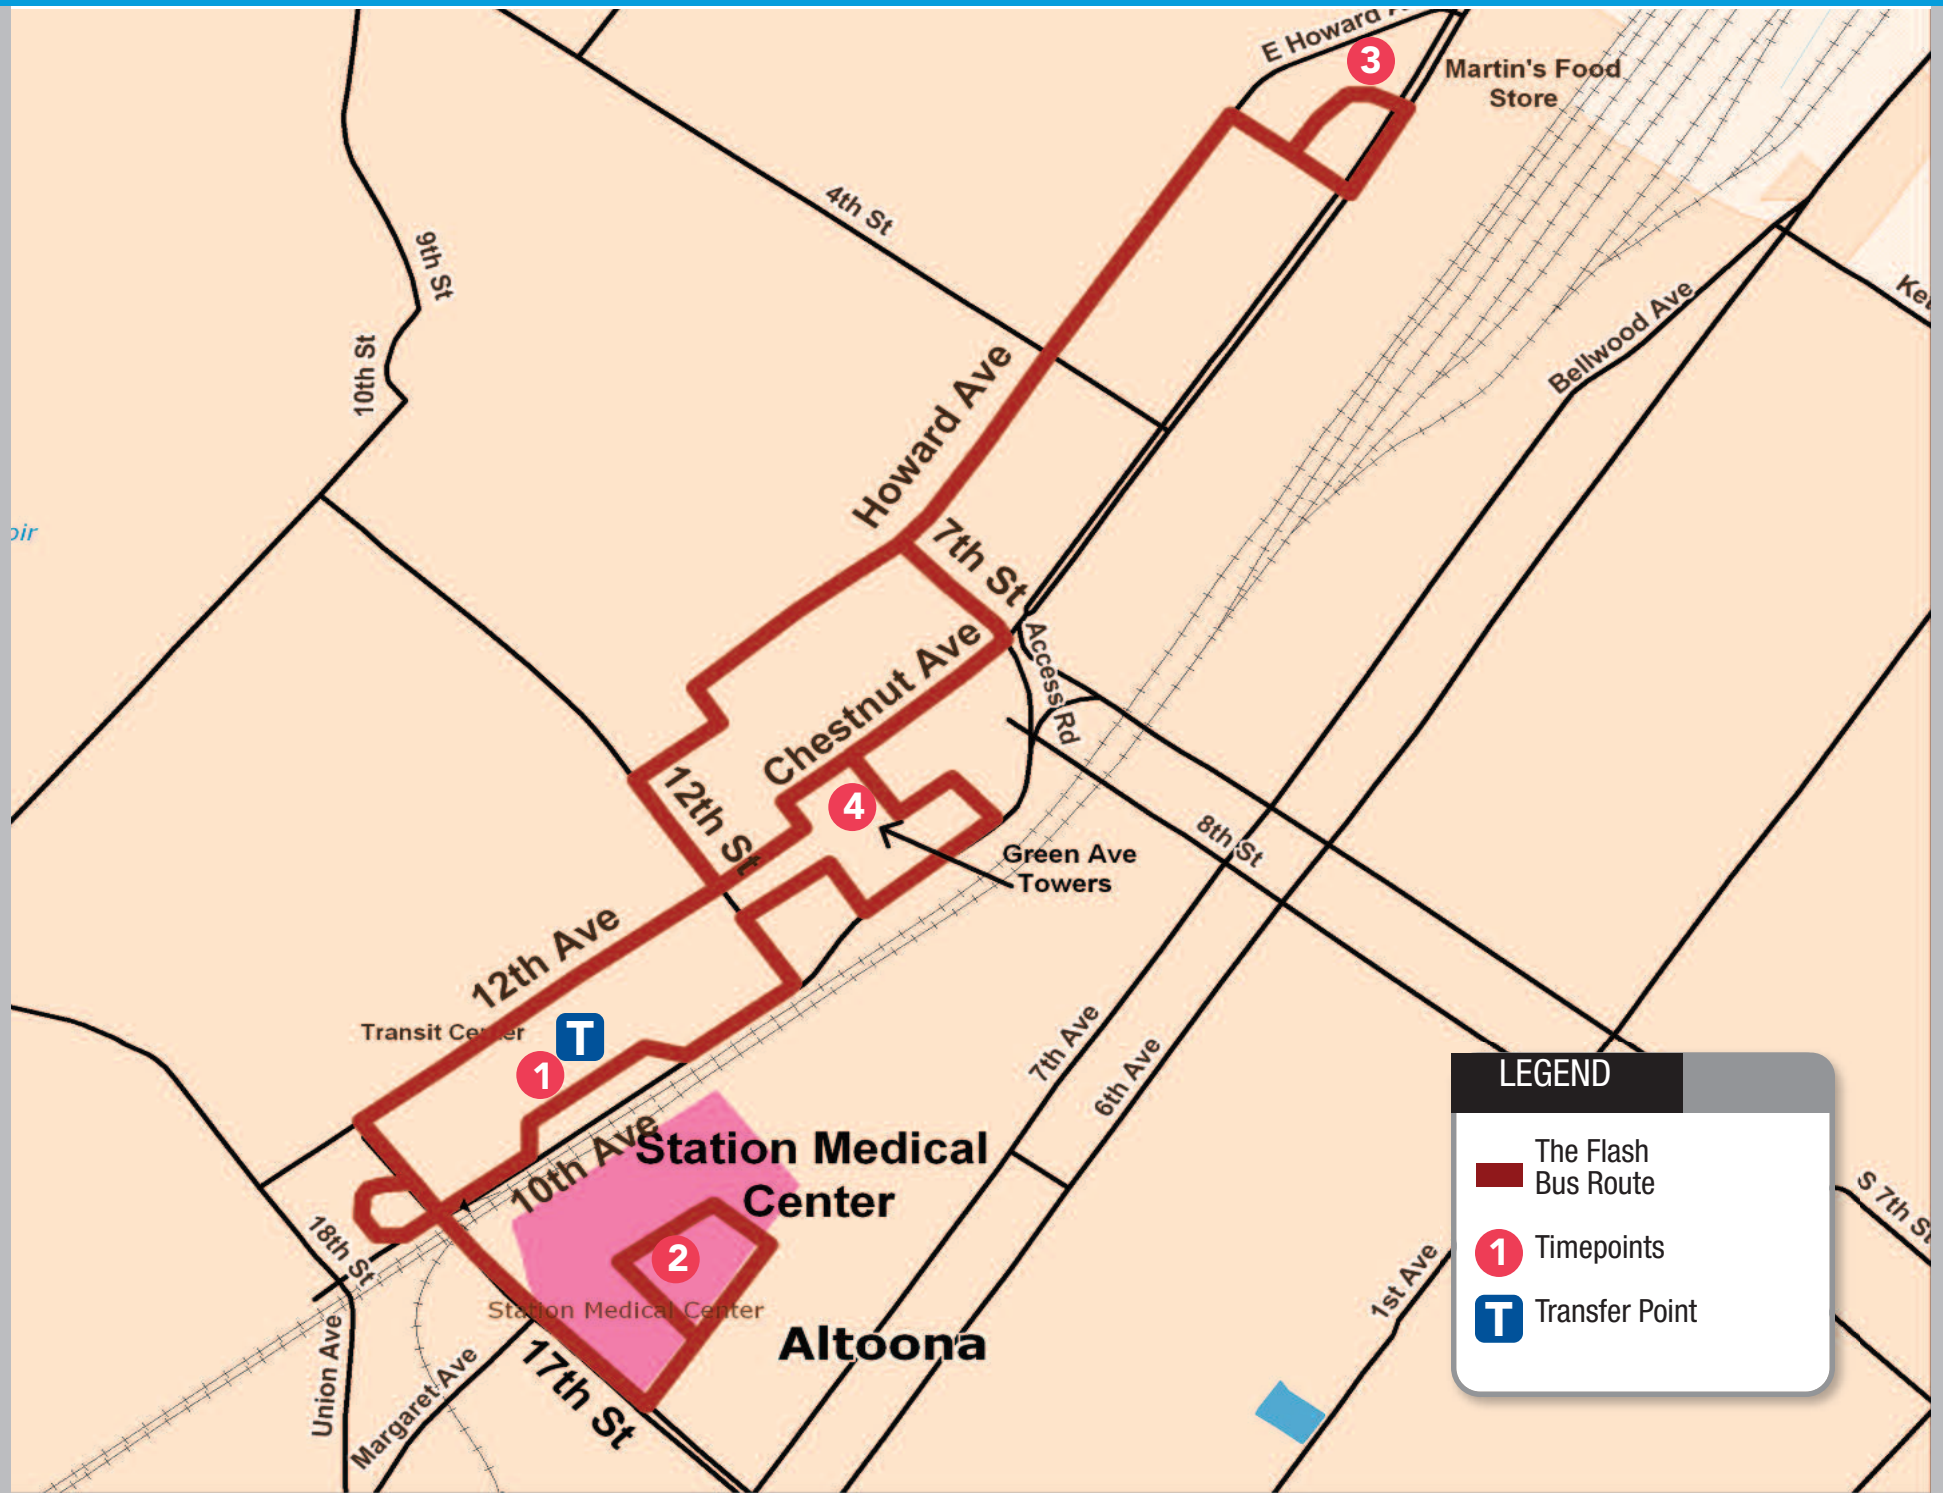 E Howard
3
Martin's Food
Store
4th St
9th St
10th St
Bellwood Ave
Howard Ave
7th St
oir
Access Rd
Chestnut Ave
12th St
4
8th St
Green Ave
Towers
12th Ave
Transit Center
T
1
7th Ave
6th Ave
10th Ave
Station Medical
Center
2
18th St
Station Medical Center
Altoona
17th St
Union Ave
Margaret Ave
1st Ave
S 7th St
LEGEND
The Flash
Bus Route
1
Timepoints
T
Transfer Point